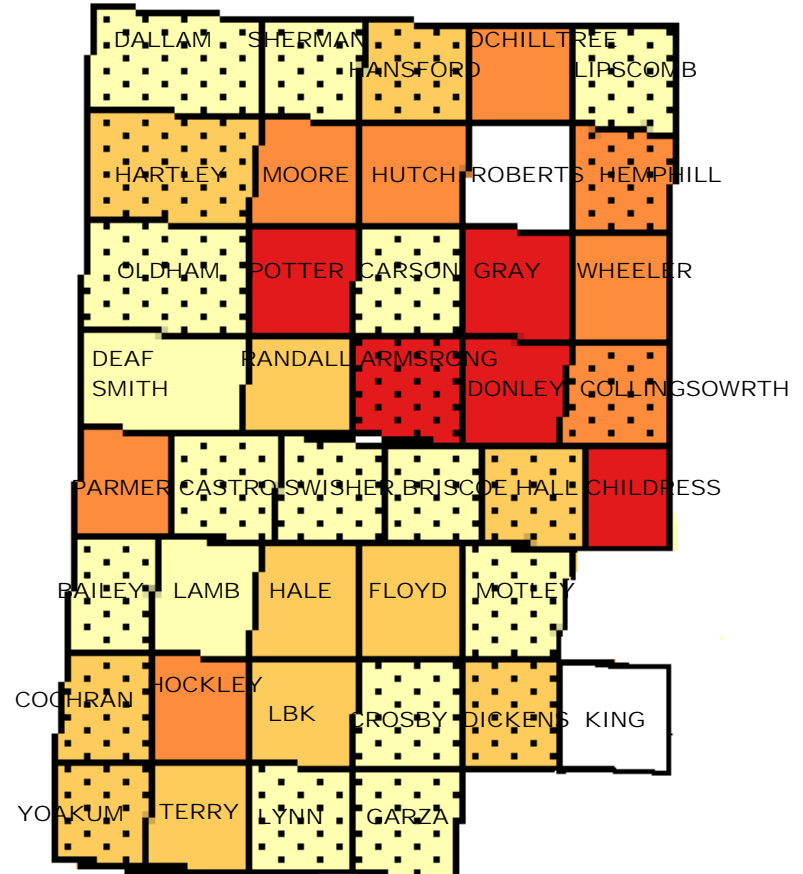 DALLAM SHERMAN OCHILLTREE
HANSFORD LIPSCOMB
HARTLEY MOORE HUTCH ROBERTS HEMPHILL
OLDHAM POTTER CARSON GRAY WHEELER
DEAF RANDALL ARMSRONG
SMITH DONLEY COLLINGSOWRTH
PARMER CASTRO SWISHER BRISCOE HALL CHILDRESS
BAILEY LAMB HALE FLOYD MOTLEY
COCHRAN HOCKLEY
LBK CROSBY DICKENS KING
YOAKUM TERRY LYNN GARZA